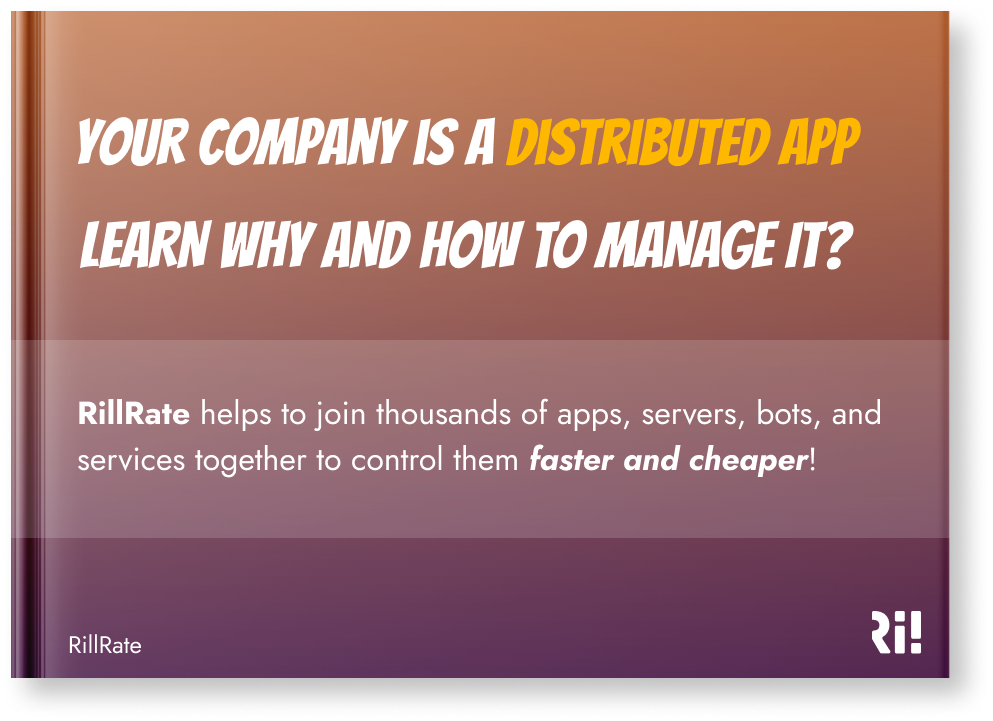 YOUR COMPANY IS A DISTRIBUTED APP
LEARN WHY AND HOW TO MANAGE IT?
RillRate helps to join thousands of apps, servers, bots, and
services together to control them faster and cheaper!
RillRate
Ri!